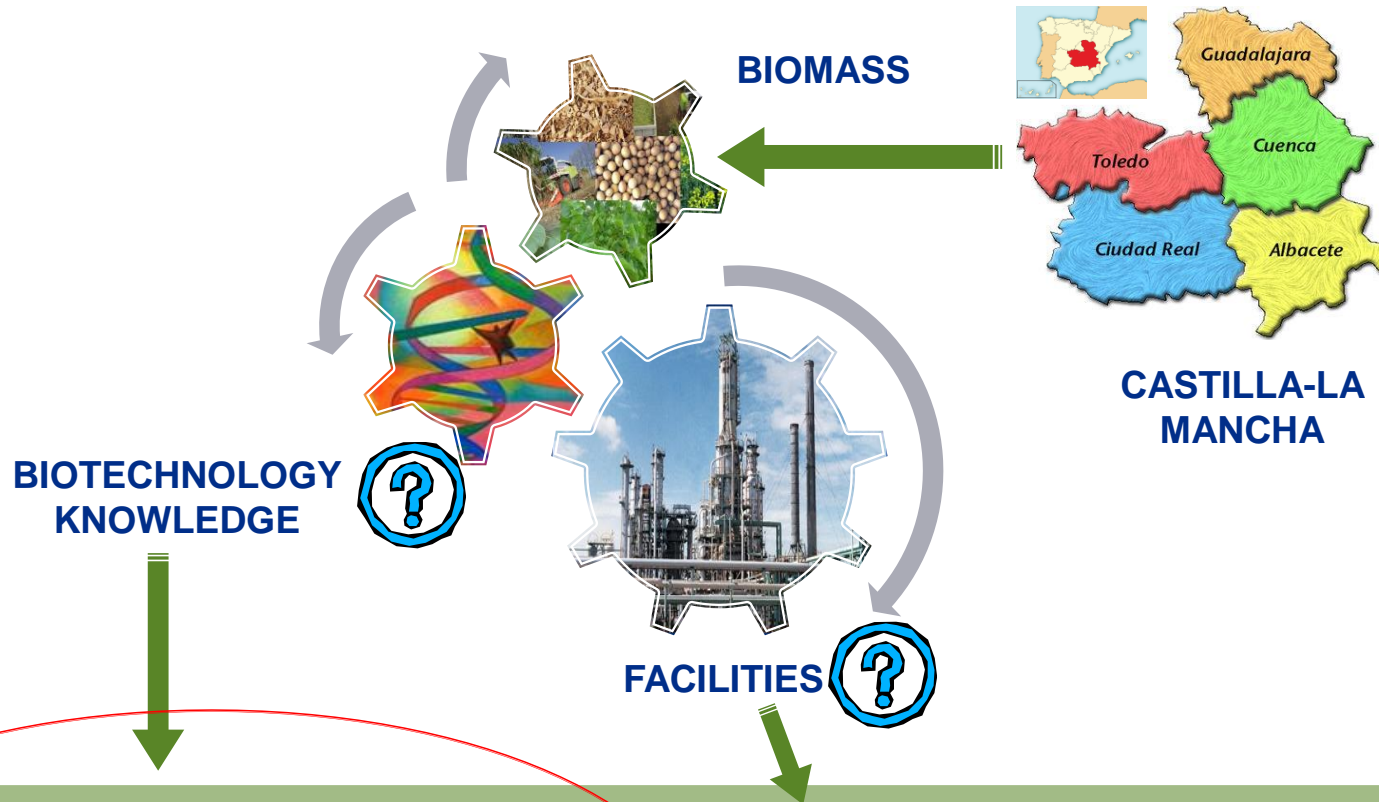 BIOMASS
Guadalajara
Cuenca
Toledo
Ciudad Real
Albacete
CASTILLA-LA
MANCHA
BIOTECHNOLOGY
KNOWLEDGE
?
FACILITIES
?